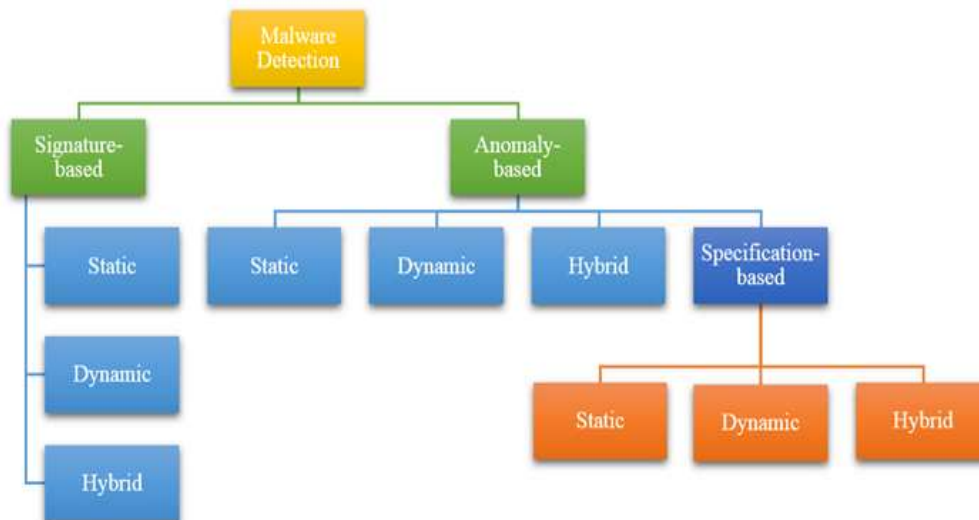 Malware
Detection
Signature-
based
Anomaly-
based
Static
Dynamic
Hybrid
Static
Dynamic
Hybrid
Specification-
based
Static
Dynamic
Hybrid